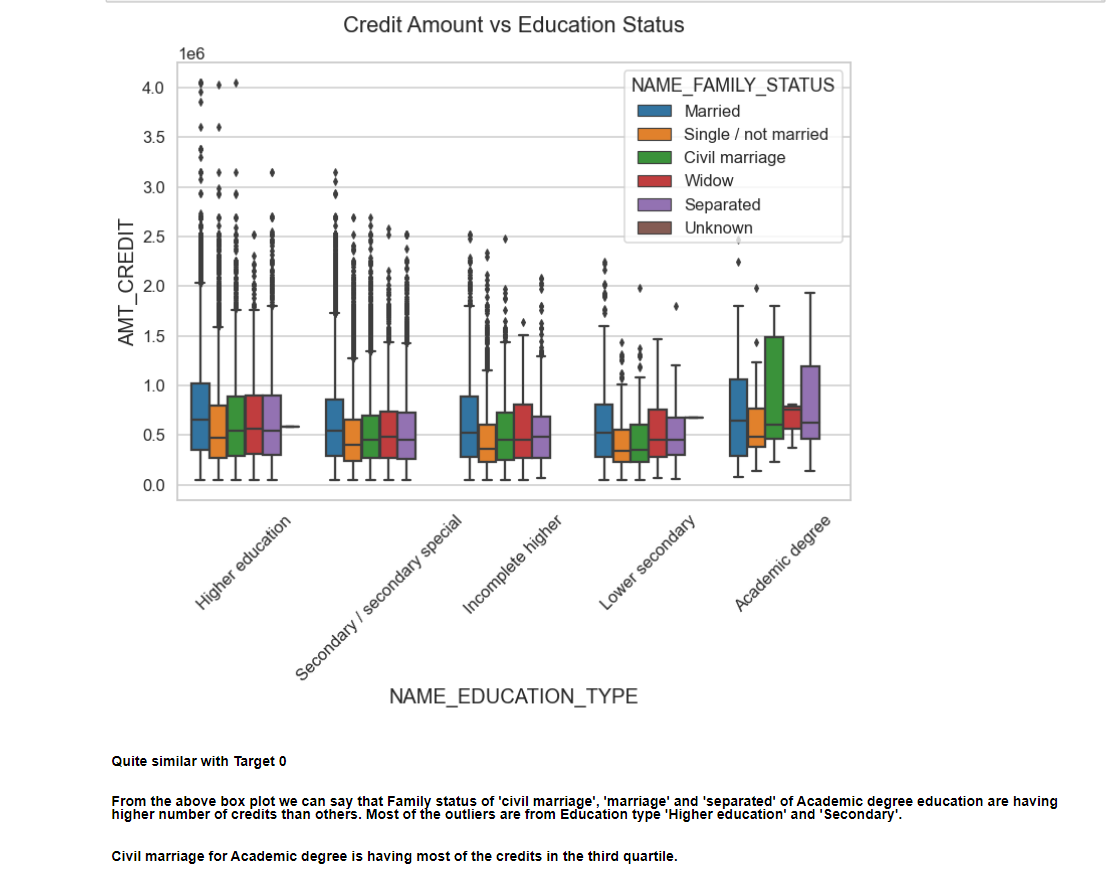 Credit Amount vs Education Status
1e6
NAME_FAMILY_STATUS
Married
Single / not married
Civil marriage
Widow
Separated
Unknown
4.0
3.5
3.0
2.5
2.0
1.5
1.0
0.5
0.0
AMT_CREDIT
Higher education
Secondary / secondary special
Incomplete higher
Lower secondary
Academic degree
NAME_EDUCATION_TYPE
Quite similar with Target 0
From the above box plot we can say that Family status of 'civil marriage', 'marriage' and 'separated' of Academic degree education are having
higher number of credits than others. Most of the outliers are from Education type 'Higher education' and 'Secondary'.
Civil marriage for Academic degree is having most of the credits in the third quartile.